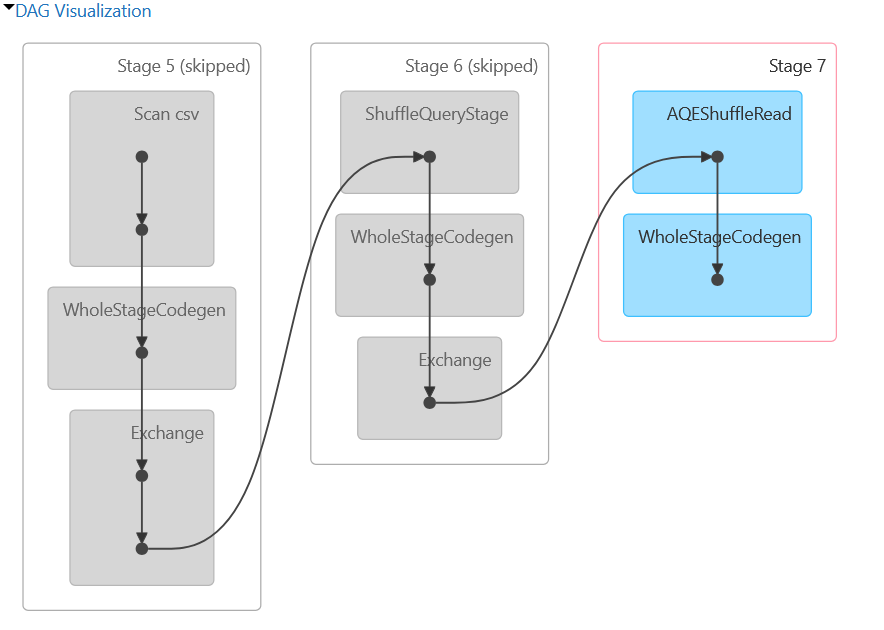 DAG Visualization
Stage 5 (skipped)
Scan csv
WholeStageCodegen
Exchange
Stage 6 (skipped)
ShuffleQueryStage
WholeStageCodegen
Exchange
Stage 7
AQEShuffleRead
WholeStageCodegen